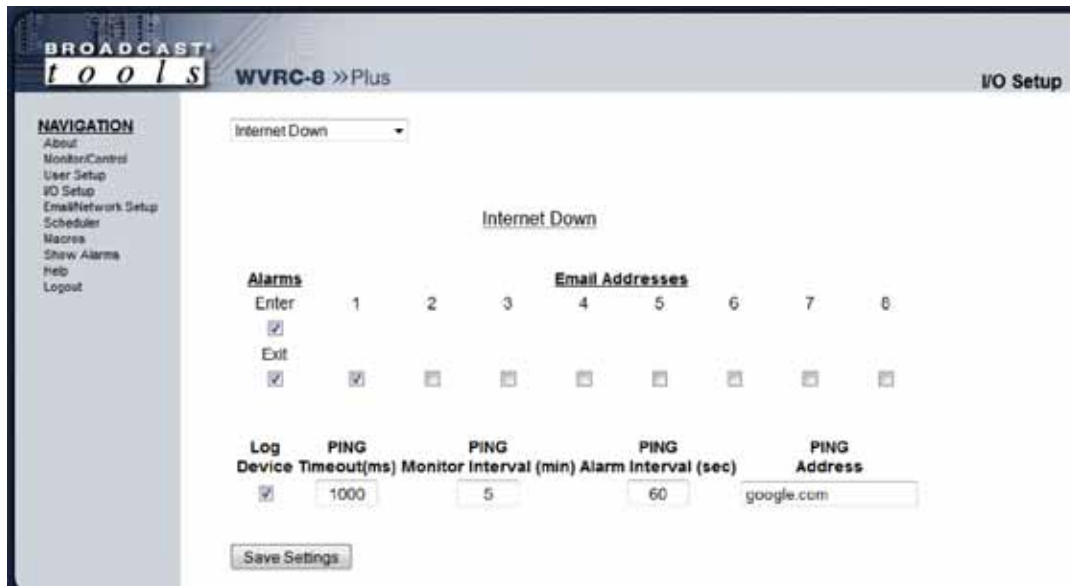 BROADCAST®
tools
WVRC-8 »Plus
I/O Setup
NAVIGATION
About
Monitor/Control
User Setup
I/O Setup
Email/Network Setup
Scheduler
Macros
Show Alarms
Help
Logout
Internet Down
Internet Down
Alarms Email Addresses
Enter 1 2 3 4 5 6 7 8
Exit
Log PING PING PING PING
Device Timeout(ms) Monitor Interval (min) Alarm Interval (sec) Address
1000 5 60 google.com
Save Settings